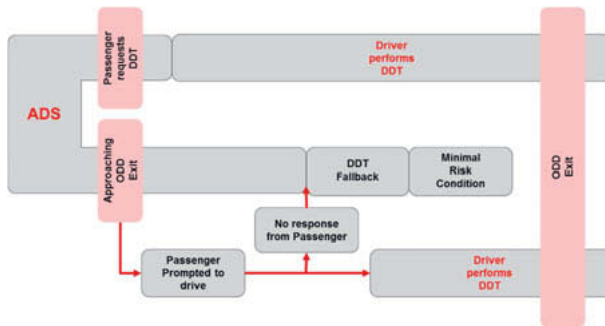 Passenger
requests
DDT
Driver
performs
DDT
ADS
Approaching
ODD
Exit
DDT
Fallback
Minimal
Risk
Condition
ODD
Exit
No response
from Passenger
Passenger
Prompted to
drive
Driver
performs
DDT